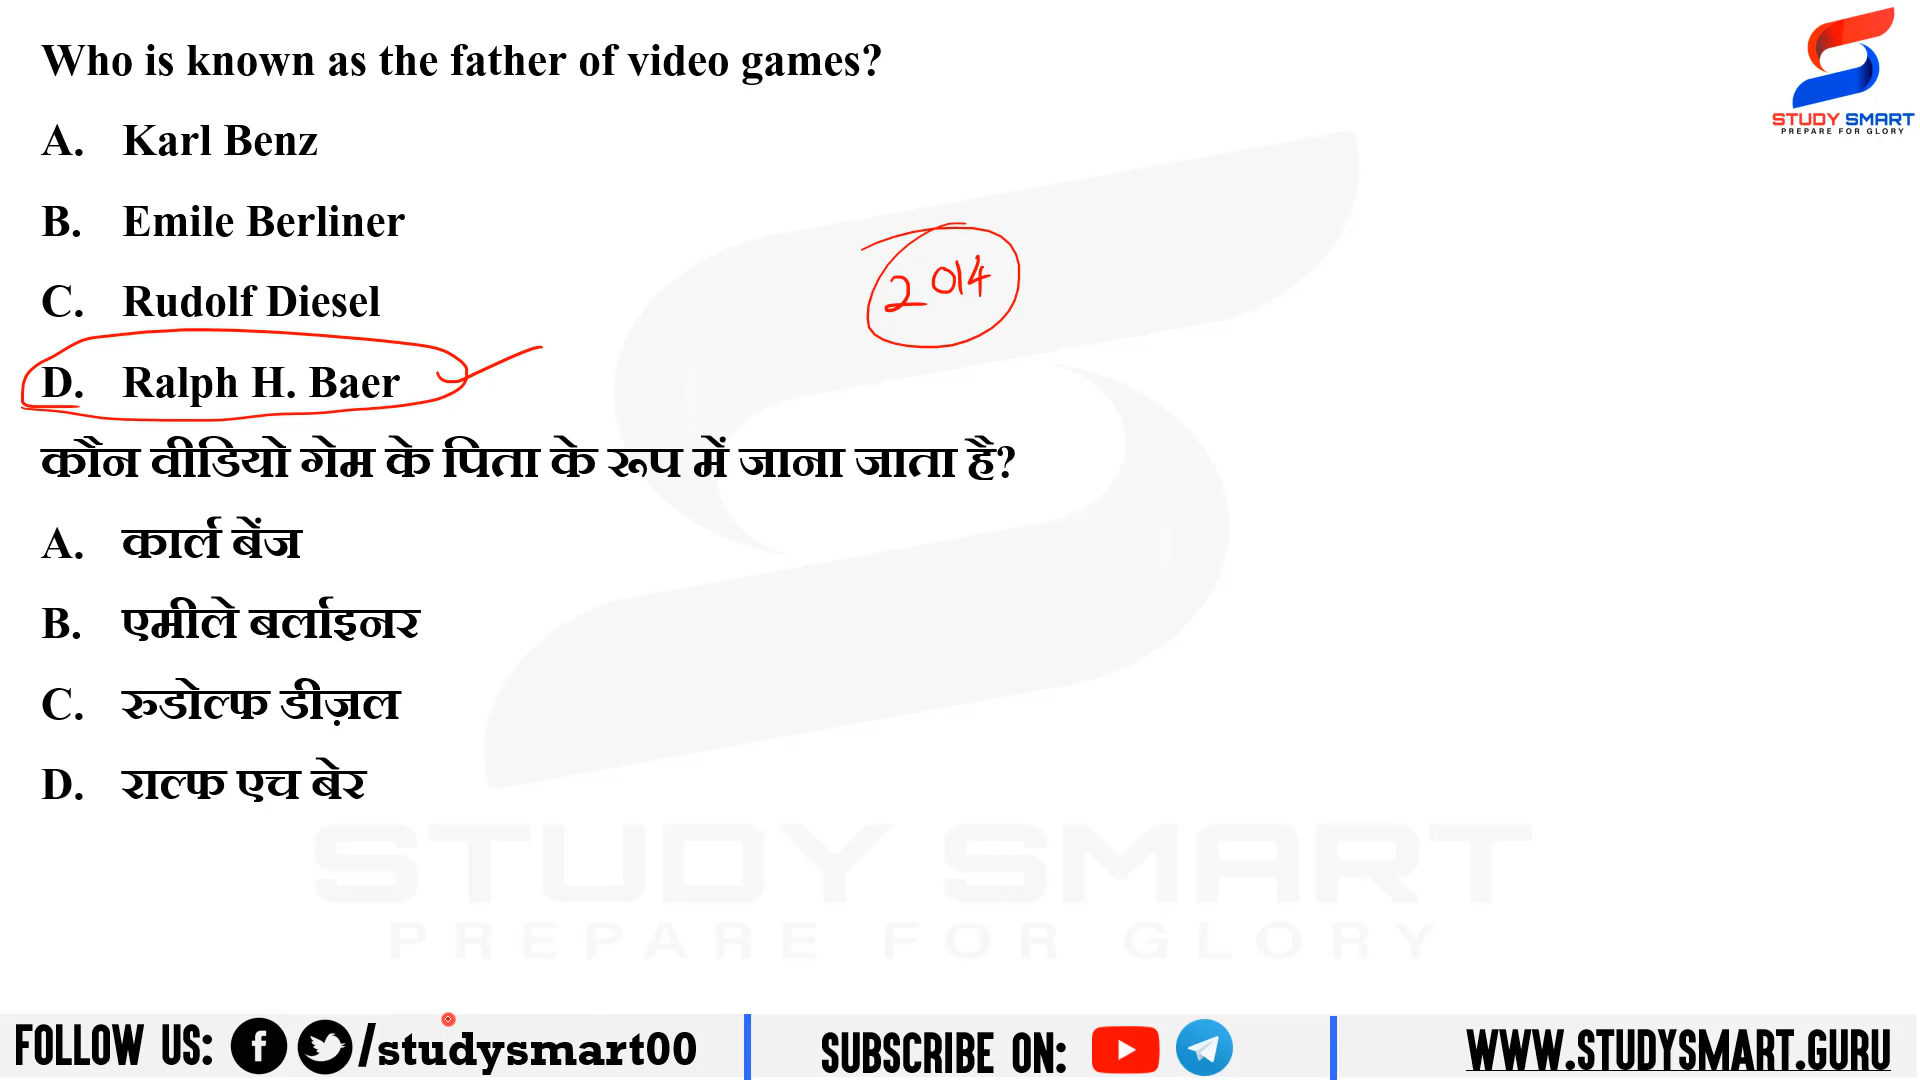 Who is known as the father of video games?
STUDY SMART
PREPARE FOR GLORY
A. Karl Benz
B. Emile Berliner
C. Rudolf Diesel
2014
D. Ralph H. Baer
कौन वीडियो गेम के पिता के रूप में जाना जाता है?
A. कार्ल बेंज
B. एमीले बर्लाइनर
C. रुडोल्फ डीज़ल
D. राल्फ एच बेर
STUDY SMART
PREPARE FOR GLORY
FOLLOW US: /studysmart00 SUBSCRIBE ON: WWW.STUDYSMART.GURU